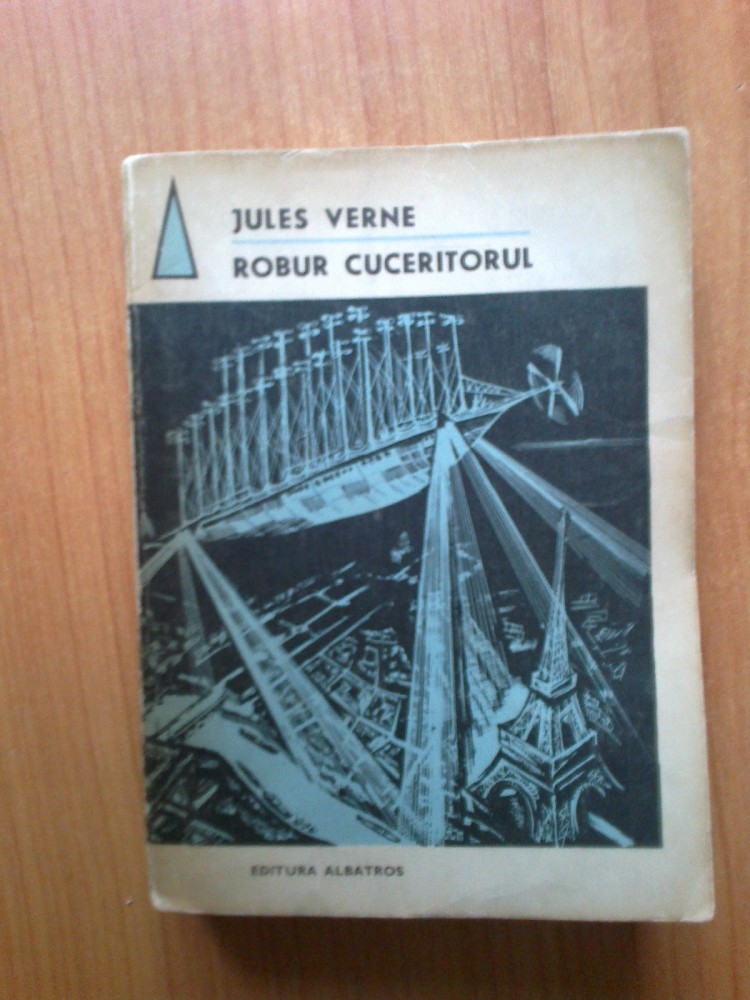 JULES VERNE
ROBUR CUCERITORUL
EDITURA ALBATROS